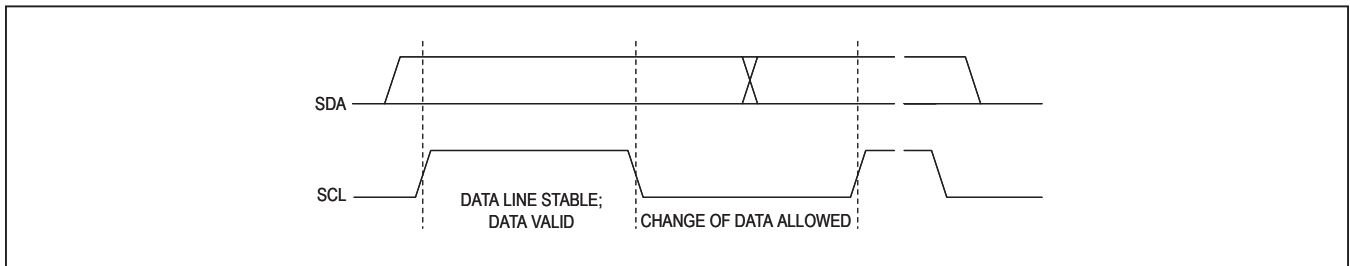 SDA
SCL
DATA LINE STABLE;
DATA VALID
CHANGE OF DATA ALLOWED